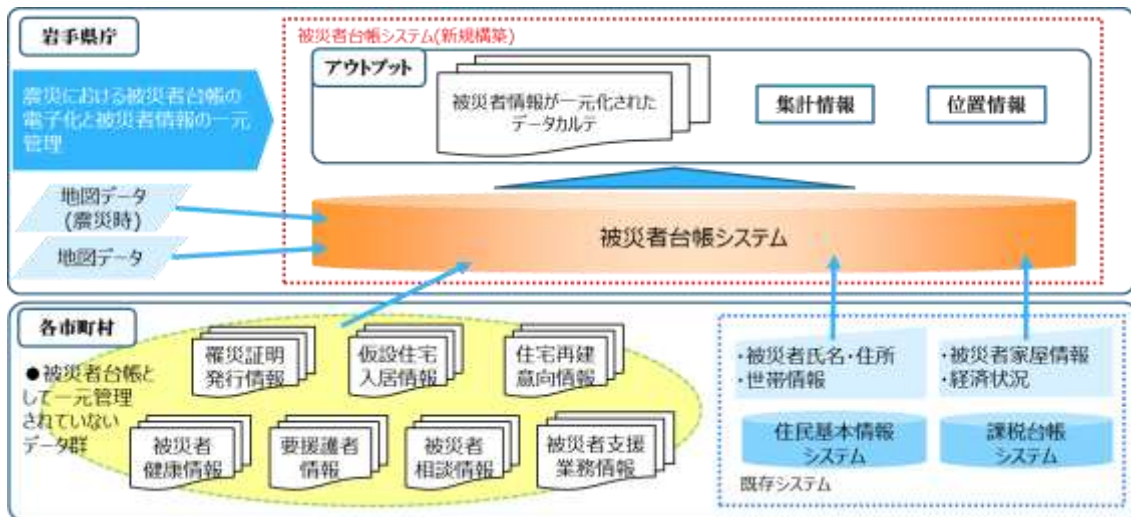 岩手県庁
震災における被災者台帳の
電子化と被災者情報の一元
管理
地図データ
(震災時)
地図データ
被災者台帳システム(新規構築)
アウトプット
被災者情報が一元化された
データカルテ
集計情報
位置情報
被災者台帳システム
各市町村
●被災者台帳と
して一元管理
されていない
データ群
罹災証明
発行情報
仮設住宅
入居情報
住宅再建
意向情報
被災者
健康情報
要援護者
情報
被災者
相談情報
被災者支援
業務情報
・被災者氏名・住所
・世帯情報
・被災者家屋情報
・経済状況
住民基本情報
システム
課税台帳
システム
既存システム